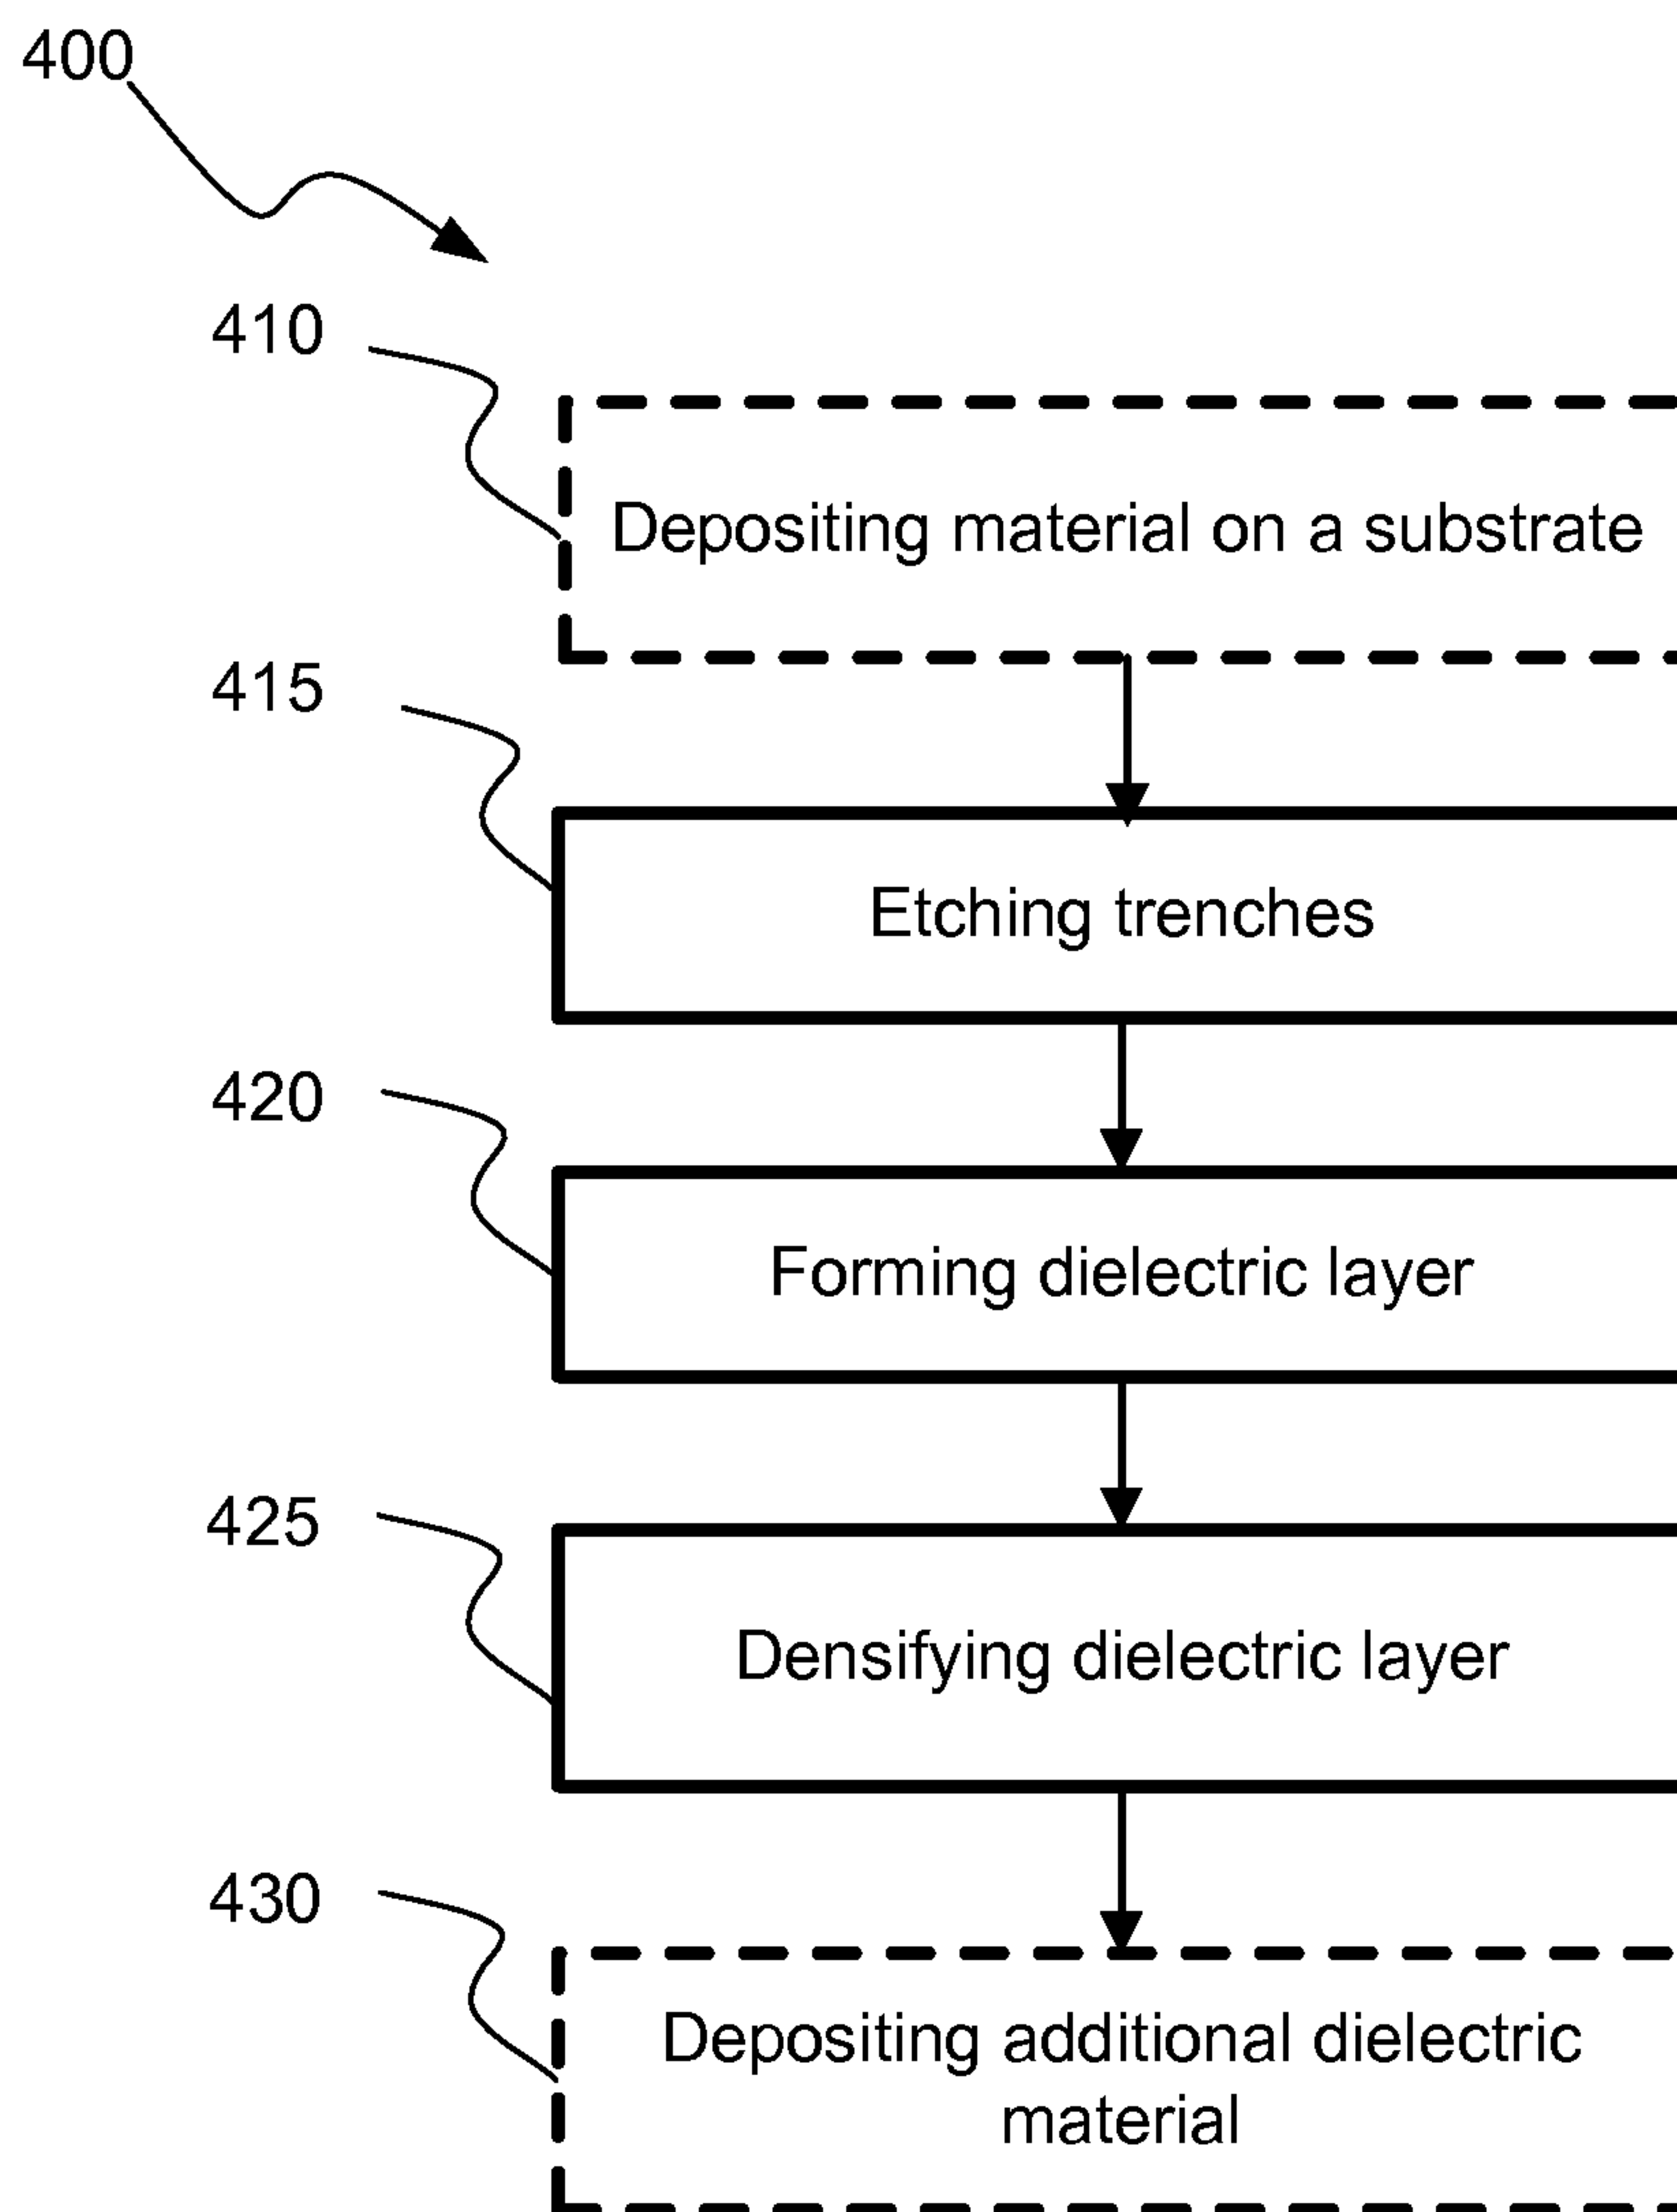 400
410
Depositing material on a substrate
415
Etching trenches
420
Forming dielectric layer
425
Densifying dielectric layer
430
Depositing additional dielectric
material